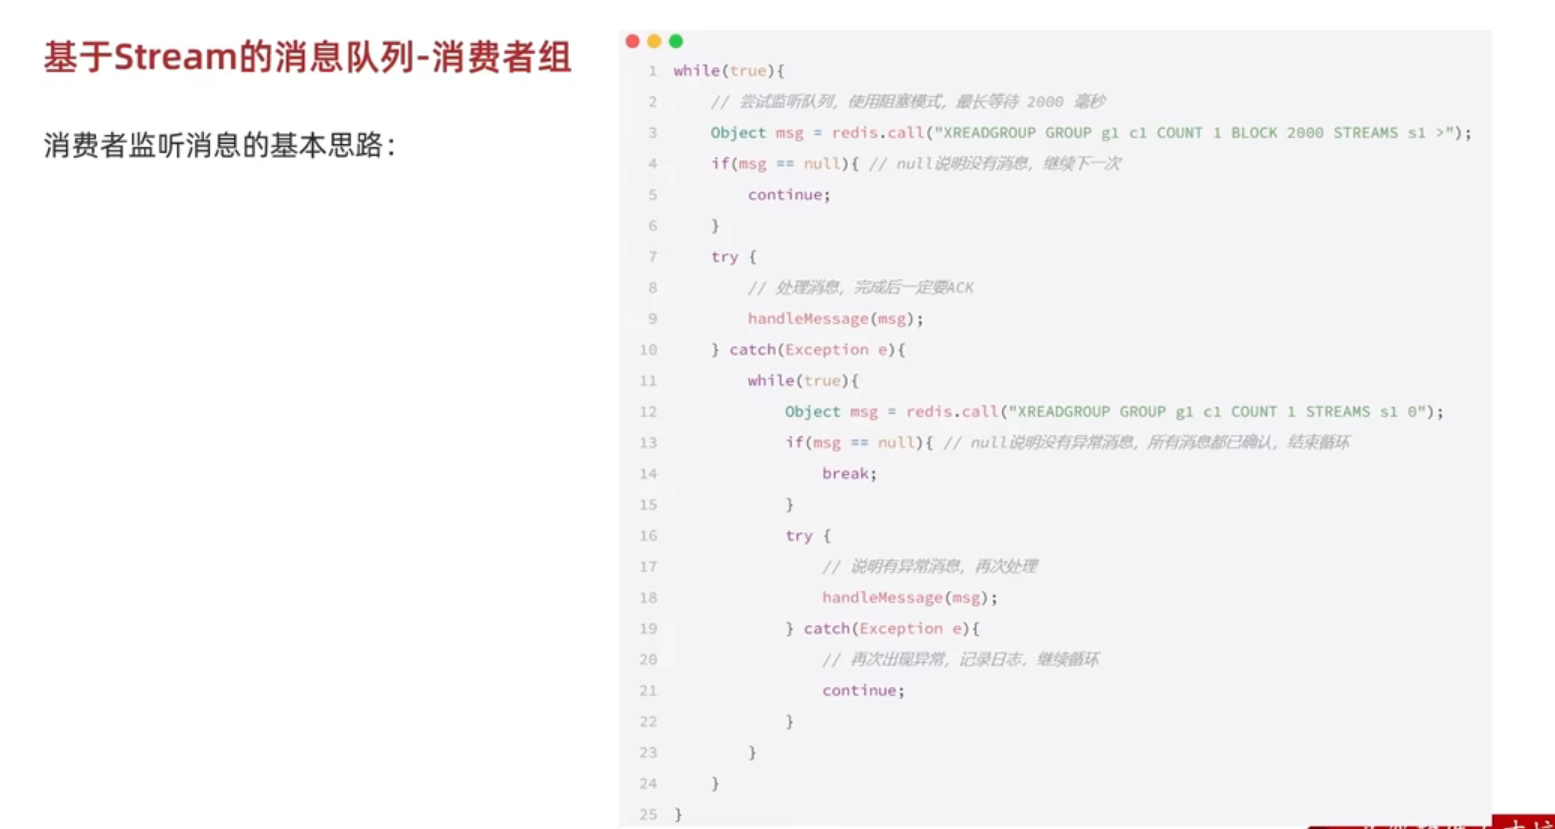 基于Stream的消息队列-消费者组
消费者监听消息的基本思路：
1 while(true){
2 // 尝试监听队列，使用阻塞模式，最长等待 2000 毫秒
3 Object msg = redis.call("XREADGROUP GROUP g1 c1 COUNT 1 BLOCK 2000 STREAMS s1 >");
4 if(msg == null){ // null说明没有消息，继续下一次
5 continue;
6 }
7 try {
8 // 处理消息，完成后一定要ACK
9 handleMessage(msg);
10 } catch(Exception e){
11 while(true){
12 Object msg = redis.call("XREADGROUP GROUP g1 c1 COUNT 1 STREAMS s1 0");
13 if(msg == null){ // null说明没有异常消息，所有消息都已确认，结束循环
14 break;
15 }
16 try {
17 // 说明有异常消息，再次处理
18 handleMessage(msg);
19 } catch(Exception e){
20 // 再次出现异常，记录日志，继续循环
21 continue;
22 }
23 }
24 }
25 }